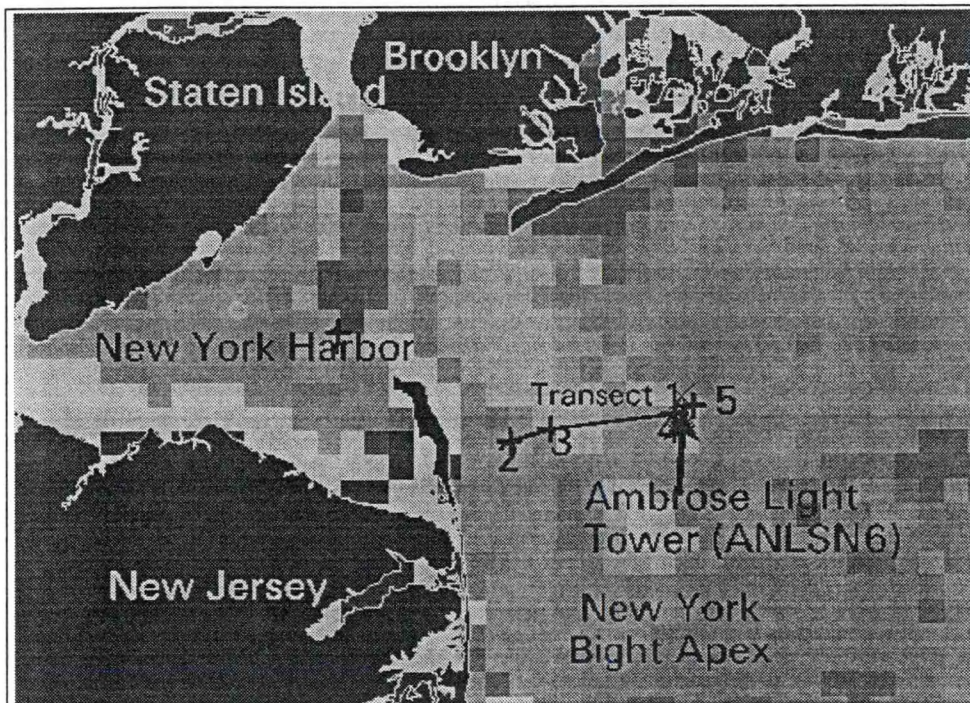 Brooklyn
Staten Island
New York Harbor
Transect 1
5
2
3
4
Ambrose Light
Tower (ANLSN6)
New Jersey
New York
Bight Apex